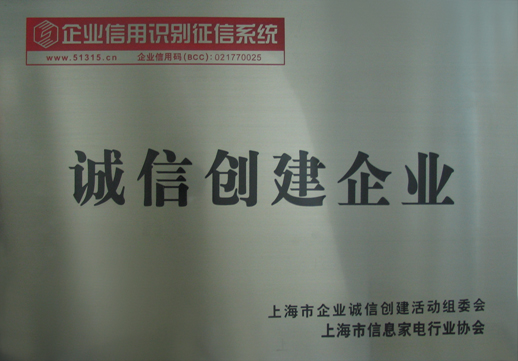 企业信用识别征信系统
www.51315.cn 企业信用码(BCC):021770025
诚信创建企业
上海市企业诚信创建活动组委会
上海市信息家电行业协会